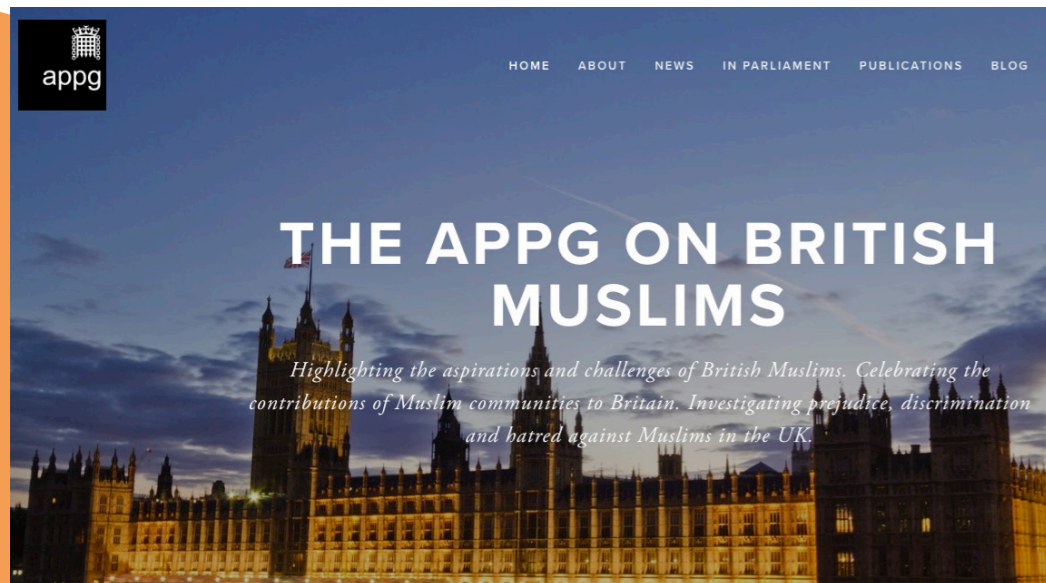 appg
HOME ABOUT NEWS IN PARLIAMENT PUBLICATIONS BLOG
THE APPG ON BRITISH
MUSLIMS
Highlighting the aspirations and challenges of British Muslims. Celebrating the
contributions of Muslim communities to Britain. Investigating prejudice, discrimination
and hatred against Muslims in the UK.